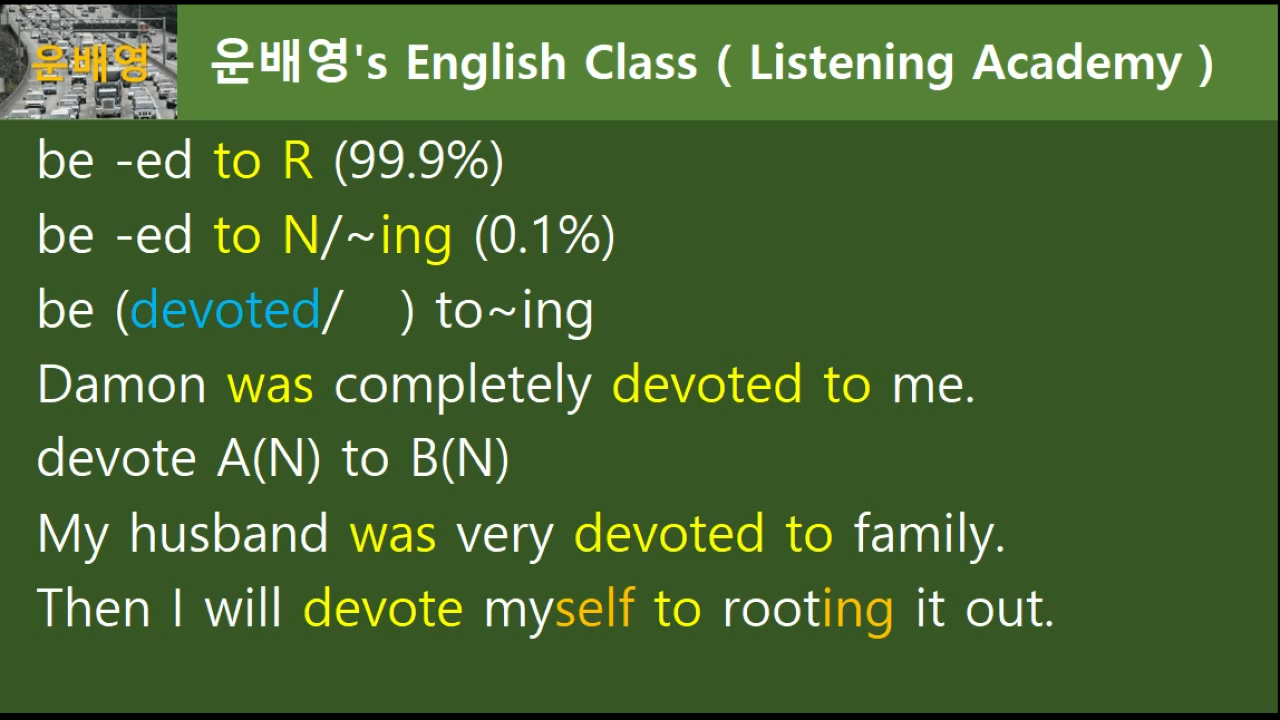 운배영
운배영's English Class ( Listening Academy )
be -ed to R (99.9%)
be -ed to N/~ing (0.1%)
be (devoted/   ) to~ing
Damon was completely devoted to me.
devote A(N) to B(N)
My husband was very devoted to family.
Then I will devote myself to rooting it out.